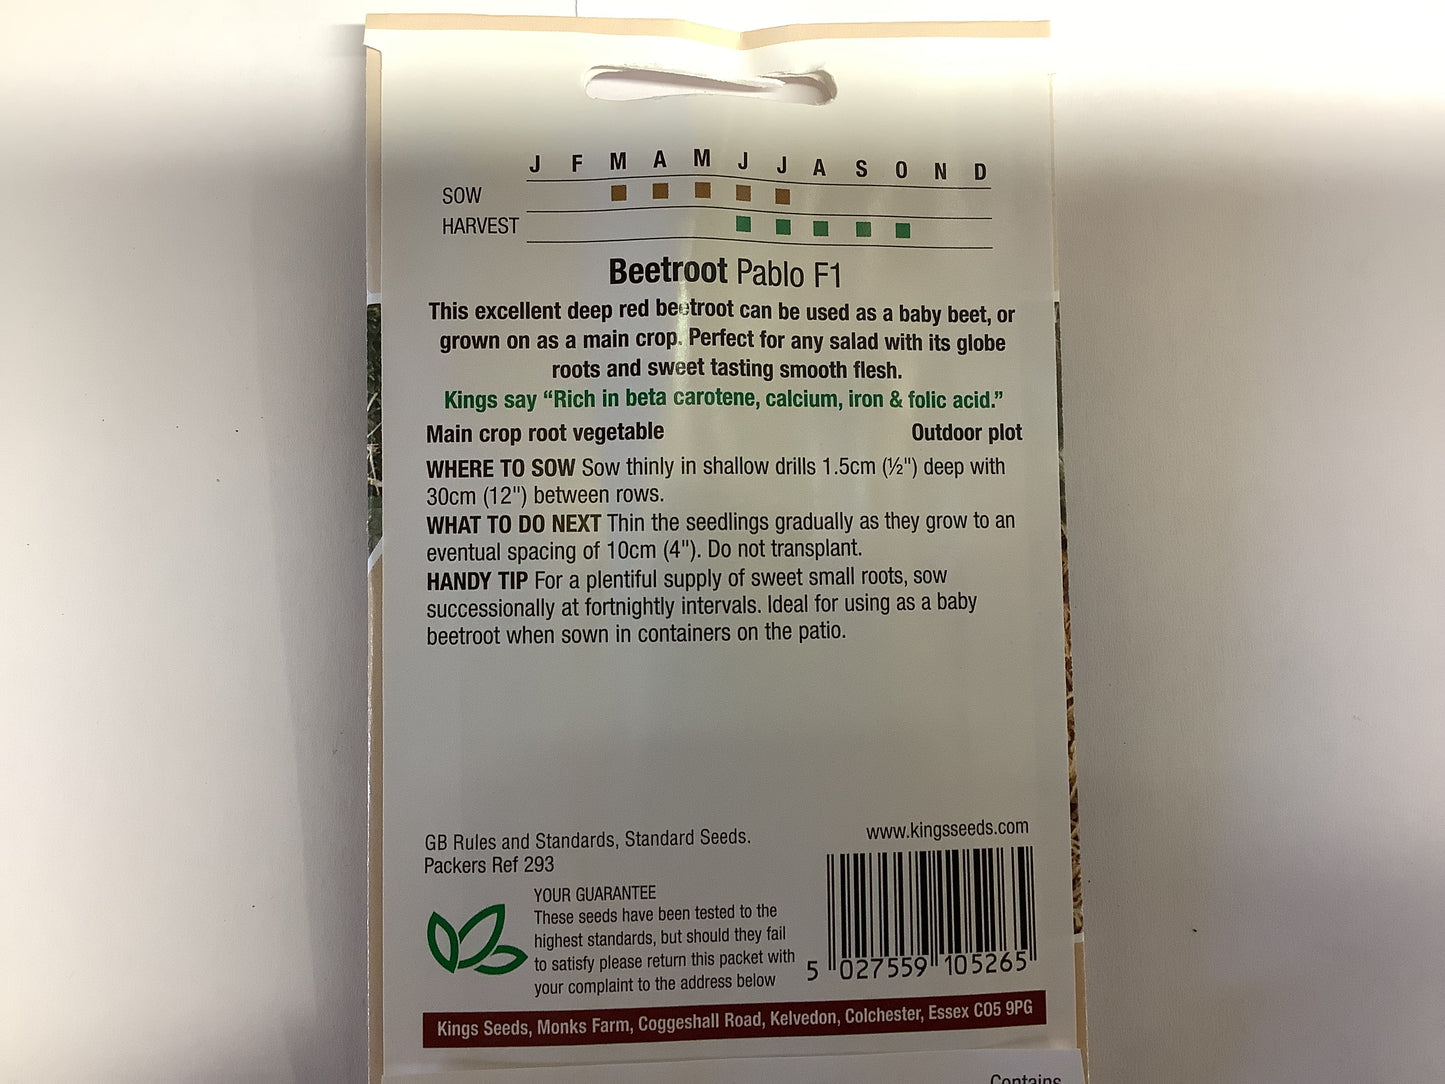 J F M A M J J A S O N D
SOW
HARVEST
Beetroot Pablo F1
This excellent deep red beetroot can be used as a baby beet, or
grown on as a main crop. Perfect for any salad with its globe
roots and sweet tasting smooth flesh.
Kings say “Rich in beta carotene, calcium, iron & folic acid.”
Main crop root vegetable Outdoor plot
WHERE TO SOW Sow thinly in shallow drills 1.5cm (½") deep with
30cm (12") between rows.
WHAT TO DO NEXT Thin the seedlings gradually as they grow to an
eventual spacing of 10cm (4"). Do not transplant.
HANDY TIP For a plentiful supply of sweet small roots, sow
successionally at fortnightly intervals. Ideal for using as a baby
beetroot when sown in containers on the patio.
GB Rules and Standards, Standard Seeds.
Packers Ref 293
www.kingsseeds.com
YOUR GUARANTEE
These seeds have been tested to the
highest standards, but should they fail
to satisfy please return this packet with
your complaint to the address below
5 027559 105265
Kings Seeds, Monks Farm, Coggeshall Road, Kelvedon, Colchester, Essex CO5 9PG
Contains